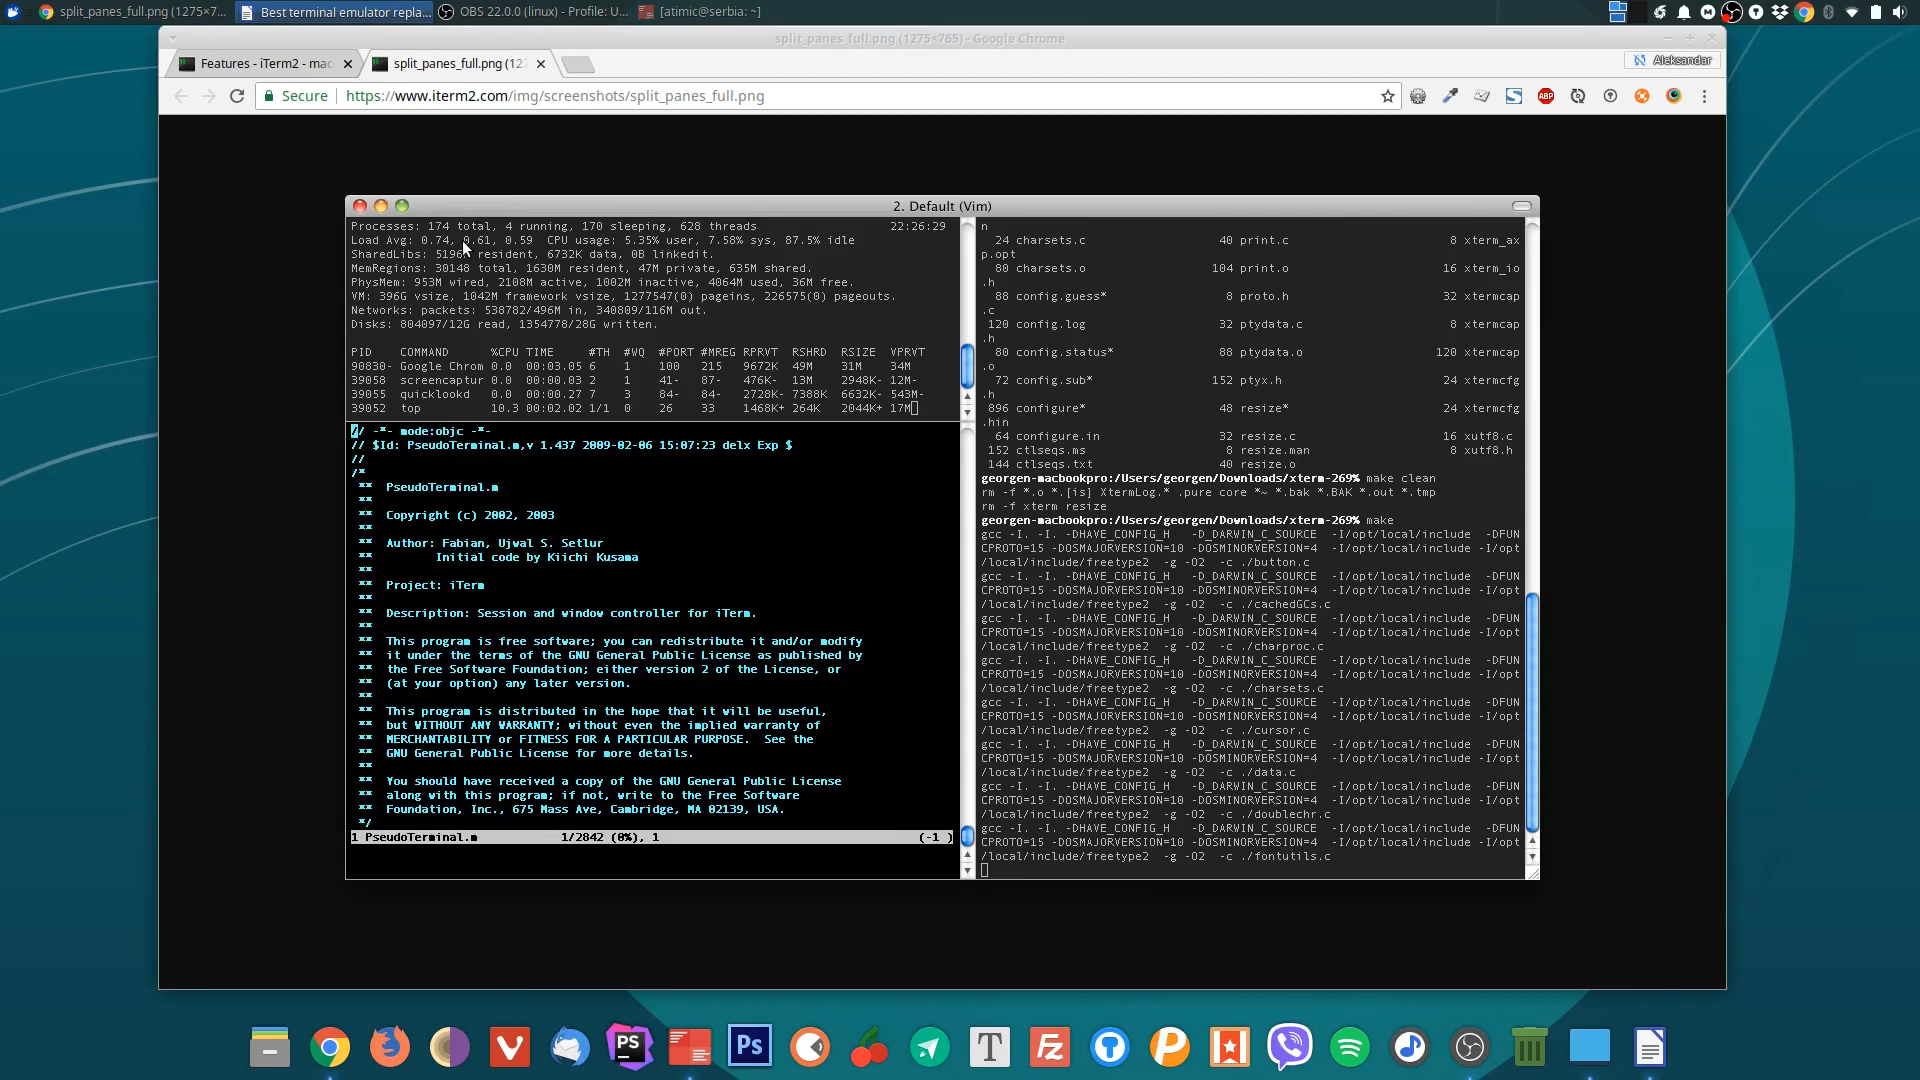 split_panes_full.png (1275×7...
Best terminal emulator repla...
OBS 22.0.0 (linux) - Profile: U...
[atimic@serbia: ~]
split_panes_full.png (1275×765) - Google Chrome
Features - iTerm2 - mac
split_panes_full.png (127
Aleksandar
Secure
https://www.iterm2.com/img/screenshots/split_panes_full.png
ABP
2. Default (Vim)
Processes: 174 total, 4 running, 170 sleeping, 628 threads 22:26:29
Load Avg: 0.74, 0.61, 0.59 CPU usage: 5.35% user, 7.58% sys, 87.5% idle
SharedLibs: 5196K resident, 6732K data, 0B linkedit.
MemRegions: 30148 total, 1630M resident, 47M private, 635M shared.
PhysMem: 953M wired, 2108M active, 1002M inactive, 4064M used, 36M free.
VM: 396G vsize, 1042M framework vsize, 1277547(0) pageins, 226575(0) pageouts.
Networks: packets: 538782/496M in, 340809/116M out.
Disks: 804097/12G read, 1354778/28G written.
PID COMMAND %CPU TIME #TH #WQ #PORT #MREG RPRVT RSHRD RSIZE VPRVT
90830- Google Chrom 0.0 00:03.05 6 1 100 215 9672K 49M 31M 34M
39058 screencaptur 0.0 00:00.03 2 1 41- 87- 476K- 13M 2948K- 12M-
39055 quicklookd 0.0 00:00.27 7 3 84- 84- 2728K- 7388K 6632K- 543M-
39052 top 10.3 00:02.02 1/1 0 26 33 1468K+ 264K 2044K+ 17M
// -*- mode:objc -*-
// $Id: PseudoTerminal.m,v 1.437 2009-02-06 15:07:23 delx Exp $
//
/*
** PseudoTerminal.m
**
** Copyright (c) 2002, 2003
**
** Author: Fabian, Ujwal S. Setlur
** Initial code by Kiichi Kusama
**
** Project: iTerm
**
** Description: Session and window controller for iTerm.
**
** This program is free software; you can redistribute it and/or modify
** it under the terms of the GNU General Public License as published by
** the Free Software Foundation; either version 2 of the License, or
** (at your option) any later version.
**
** This program is distributed in the hope that it will be useful,
** but WITHOUT ANY WARRANTY; without even the implied warranty of
** MERCHANTABILITY or FITNESS FOR A PARTICULAR PURPOSE. See the
** GNU General Public License for more details.
**
** You should have received a copy of the GNU General Public License
** along with this program; if not, write to the Free Software
** Foundation, Inc., 675 Mass Ave, Cambridge, MA 02139, USA.
*/
1 PseudoTerminal.m 1/2842 (0%), 1 (-1 )
n
24 charsets.c 40 print.c 8 xterm_ax
p.opt
80 charsets.o 104 print.o 16 xterm_io
.h
88 config.guess* 8 proto.h 32 xtermcap
.c
120 config.log 32 ptydata.c 8 xtermcap
.h
80 config.status* 88 ptydata.o 120 xtermcap
.o
72 config.sub* 152 ptyx.h 24 xtermcfg
.h
896 configure* 48 resize* 24 xtermcfg
.hin
64 configure.in 32 resize.c 16 xutf8.c
152 ctlseqs.ms 8 resize.man 8 xutf8.h
144 ctlseqs.txt 40 resize.o
georgen-macbookpro:/Users/georgen/Downloads/xterm-269% make clean
rm -f *.o *.[is] XtermLog.* .pure core *~ *.bak *.BAK *.out *.tmp
rm -f xterm resize
georgen-macbookpro:/Users/georgen/Downloads/xterm-269% make
gcc -I. -I. -DHAVE_CONFIG_H -D_DARWIN_C_SOURCE -I/opt/local/include -DFUN
CPROTO=15 -DOSMAJORVERSION=10 -DOSMINORVERSION=4 -I/opt/local/include -I/opt
/local/include/freetype2 -g -O2 -c ./button.c
gcc -I. -I. -DHAVE_CONFIG_H -D_DARWIN_C_SOURCE -I/opt/local/include -DFUN
CPROTO=15 -DOSMAJORVERSION=10 -DOSMINORVERSION=4 -I/opt/local/include -I/opt
/local/include/freetype2 -g -O2 -c ./cachedGCs.c
gcc -I. -I. -DHAVE_CONFIG_H -D_DARWIN_C_SOURCE -I/opt/local/include -DFUN
CPROTO=15 -DOSMAJORVERSION=10 -DOSMINORVERSION=4 -I/opt/local/include -I/opt
/local/include/freetype2 -g -O2 -c ./charproc.c
gcc -I. -I. -DHAVE_CONFIG_H -D_DARWIN_C_SOURCE -I/opt/local/include -DFUN
CPROTO=15 -DOSMAJORVERSION=10 -DOSMINORVERSION=4 -I/opt/local/include -I/opt
/local/include/freetype2 -g -O2 -c ./charsets.c
gcc -I. -I. -DHAVE_CONFIG_H -D_DARWIN_C_SOURCE -I/opt/local/include -DFUN
CPROTO=15 -DOSMAJORVERSION=10 -DOSMINORVERSION=4 -I/opt/local/include -I/opt
/local/include/freetype2 -g -O2 -c ./cursor.c
gcc -I. -I. -DHAVE_CONFIG_H -D_DARWIN_C_SOURCE -I/opt/local/include -DFUN
CPROTO=15 -DOSMAJORVERSION=10 -DOSMINORVERSION=4 -I/opt/local/include -I/opt
/local/include/freetype2 -g -O2 -c ./data.c
gcc -I. -I. -DHAVE_CONFIG_H -D_DARWIN_C_SOURCE -I/opt/local/include -DFUN
CPROTO=15 -DOSMAJORVERSION=10 -DOSMINORVERSION=4 -I/opt/local/include -I/opt
/local/include/freetype2 -g -O2 -c ./doublechr.c
gcc -I. -I. -DHAVE_CONFIG_H -D_DARWIN_C_SOURCE -I/opt/local/include -DFUN
CPROTO=15 -DOSMAJORVERSION=10 -DOSMINORVERSION=4 -I/opt/local/include -I/opt
/local/include/freetype2 -g -O2 -c ./fontutils.c
PS
Ps
T
Fz